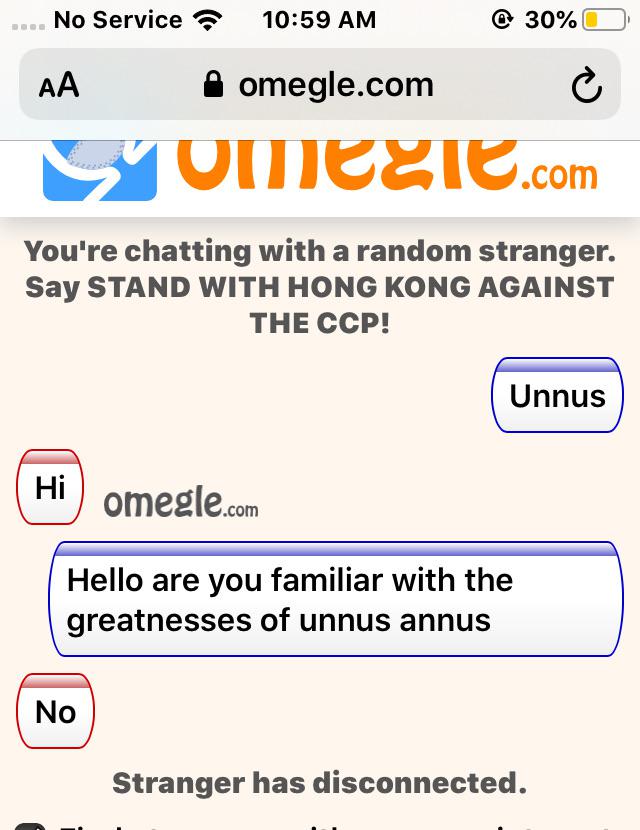 No Service 10:59 AM 30%
AA omegle.com
omegle.com
You're chatting with a random stranger.
Say STAND WITH HONG KONG AGAINST
THE CCP!
Unnus
Hi
omegle.com
Hello are you familiar with the
greatnesses of unnus annus
No
Stranger has disconnected.